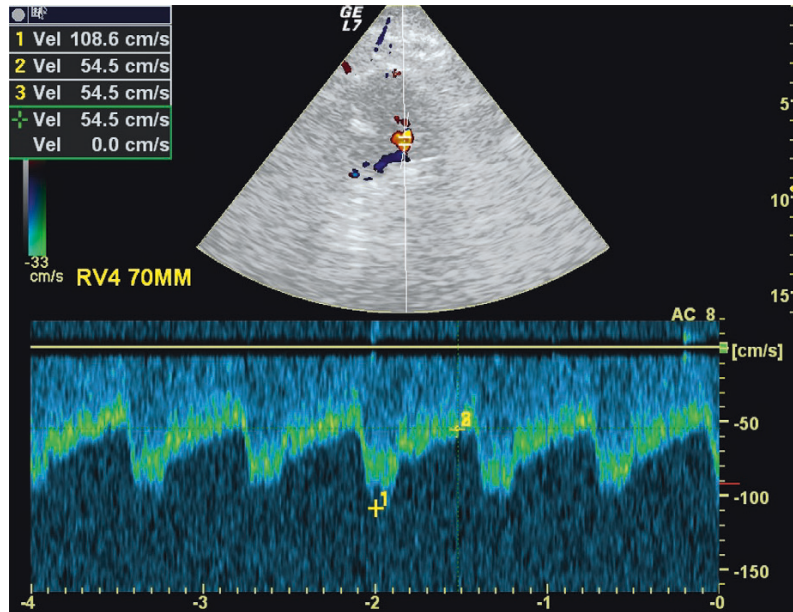 1 Vel 108.6 cm/s
2 Vel 54.5 cm/s
3 Vel 54.5 cm/s
Vel 54.5 cm/s
Vel 0.0 cm/s
GE
L7
5
10
15
-33
cm/s
RV4 70MM
AC 8
[cm/s]
-50
-100
-150
1
-4
-3
-2
-1
-0